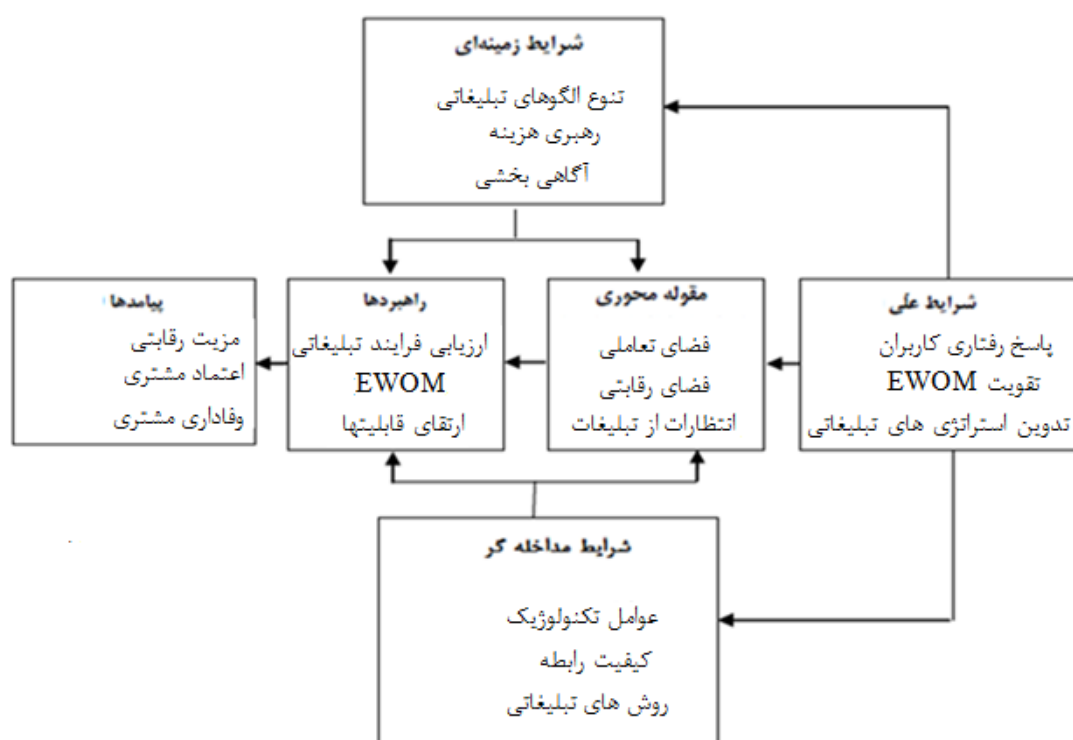 شرایط زمینه‌ای
تنوع الگوهای تبلیغاتی
رهبری هزینه
آگاهی بخشی
شرایط علّی
پاسخ رفتاری کاربران
تقویت EWOM
تدوین استراتژی های تبلیغاتی
مقوله محوری
فضای تعاملی
فضای رقابتی
انتظارات از تبلیغات
راهبردها
ارزیابی فرایند تبلیغاتی
EWOM
ارتقای قابلیتها
پیامدها
مزیت رقابتی
اعتماد مشتری
وفاداری مشتری
شرایط مداخله گر
عوامل تکنولوژیک
کیفیت رابطه
روش های تبلیغاتی